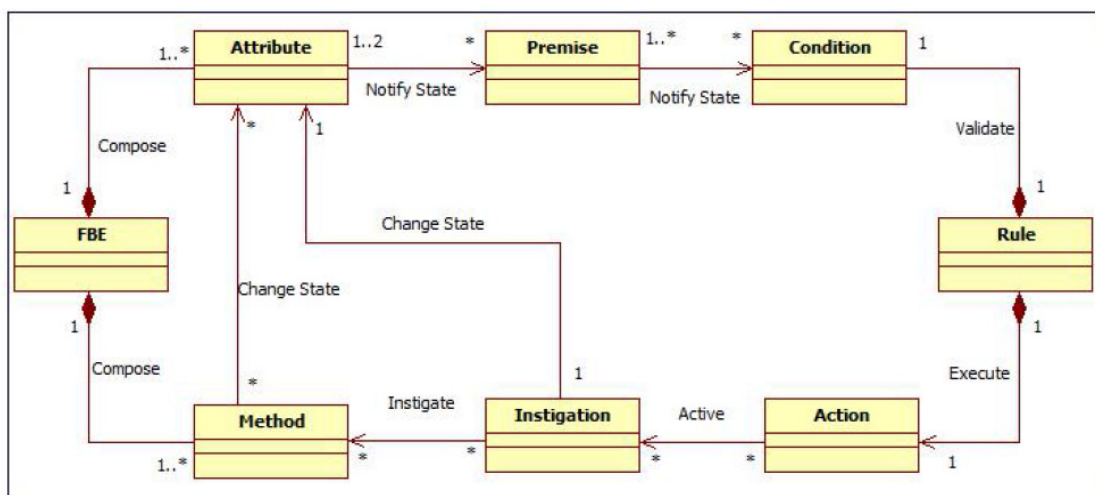 Attribute
1..*
1..2
Notify State
*
Premise
1..*
Notify State
*
Condition
1
Validate
1
Compose
1
FBE
1
Compose
1..*
*
Change State
*
1
Change State
1
Rule
1
Execute
1
Action
*
Active
*
Instigation
*
Instigate
*
Method